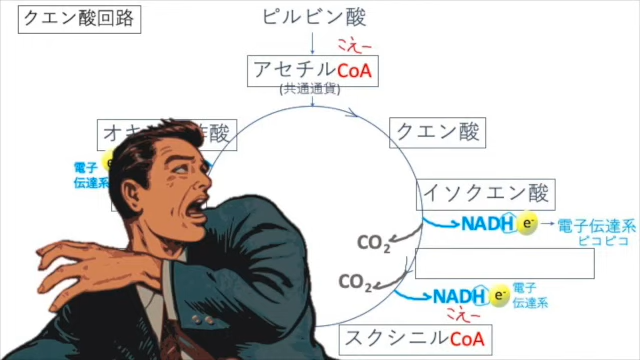 クエン酸回路
ピルビン酸
こえー
アセチルCoA
(共通通貨)
オキ 酢酸
クエン酸
電子
伝達系
e
イソクエン酸
NADH e⁻ → 電子伝達系
ピコピコ
CO₂
CO₂
NADH e⁻ 電子
伝達系
こえー
スクシニルCoA